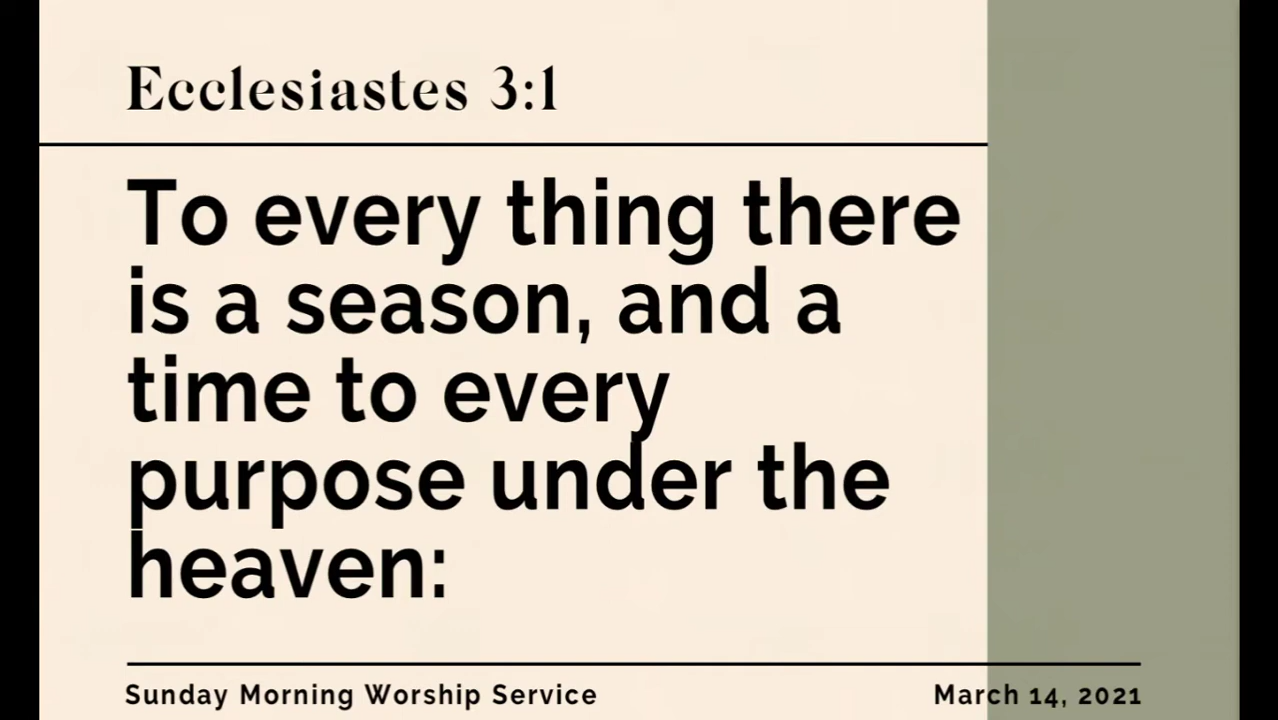 Ecclesiastes 3:1
To every thing there
is a season, and a
time to every
purpose under the
heaven:
Sunday Morning Worship Service
March 14, 2021